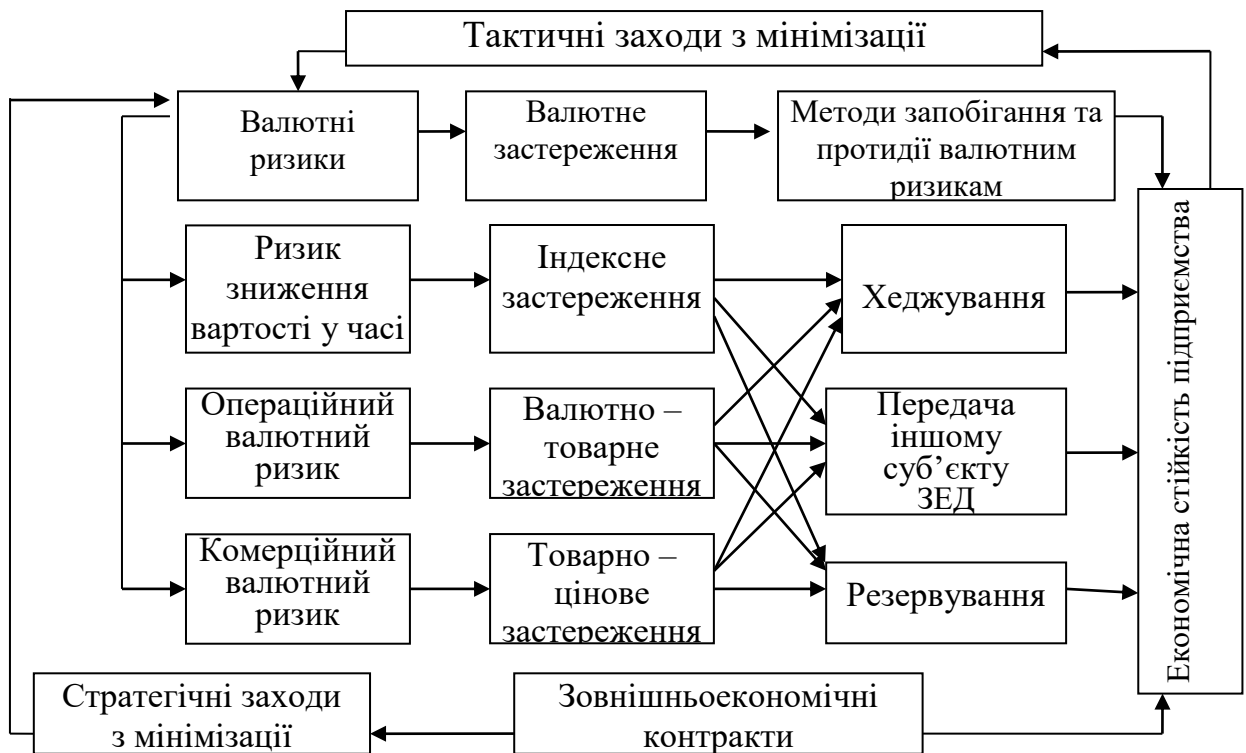 Тактичні заходи з мінімізації
Валютні
ризики
Валютне
застереження
Методи запобігання та
протидії валютним
ризикам
Ризик
зниження
вартості у часі
Індексне
застереження
Хеджування
Операційний
валютний
ризик
Валютно –
товарне
застереження
Передача
іншому
суб’єкту
ЗЕД
Комерційний
валютний
ризик
Товарно –
цінове
застереження
Резервування
Економічна стійкість підприємства
Стратегічні заходи
з мінімізації
Зовнішньоекономічні
контракти